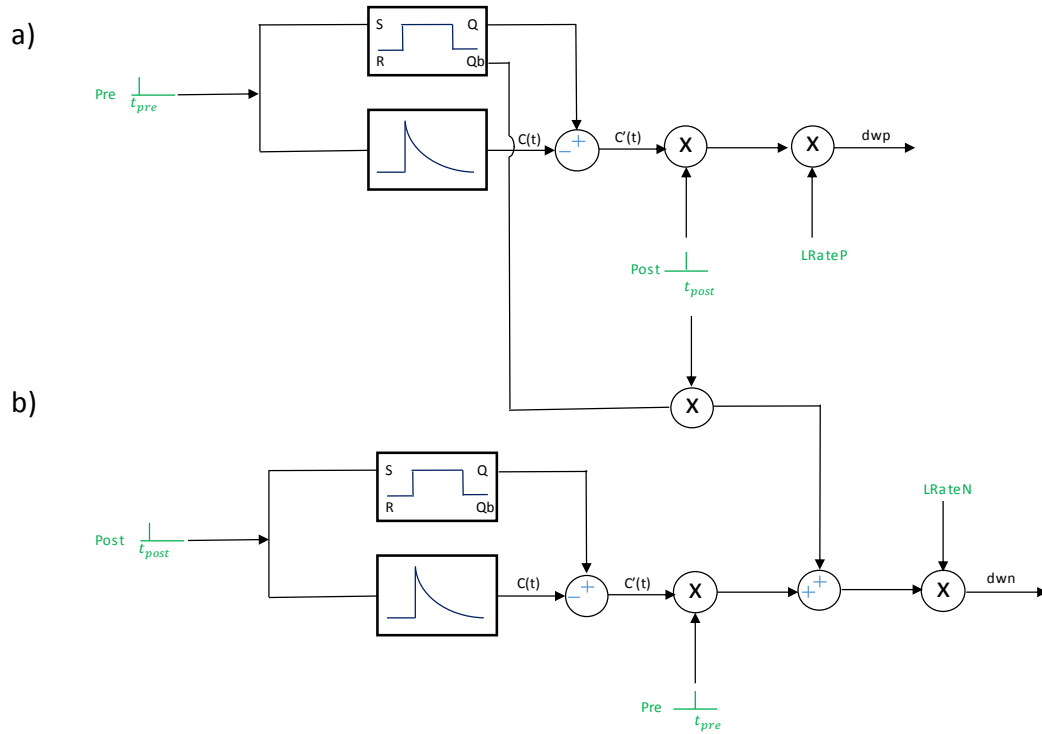 a)
S
Q
R
Qb
Pre
t_pre
C(t)
+
−
C'(t)
X
X
dwp
LRateP
Post
t_post
X
b)
S
Q
R
Qb
LRateN
Post
t_post
C(t)
+
−
C'(t)
X
+
+
X
dwn
Pre
t_pre